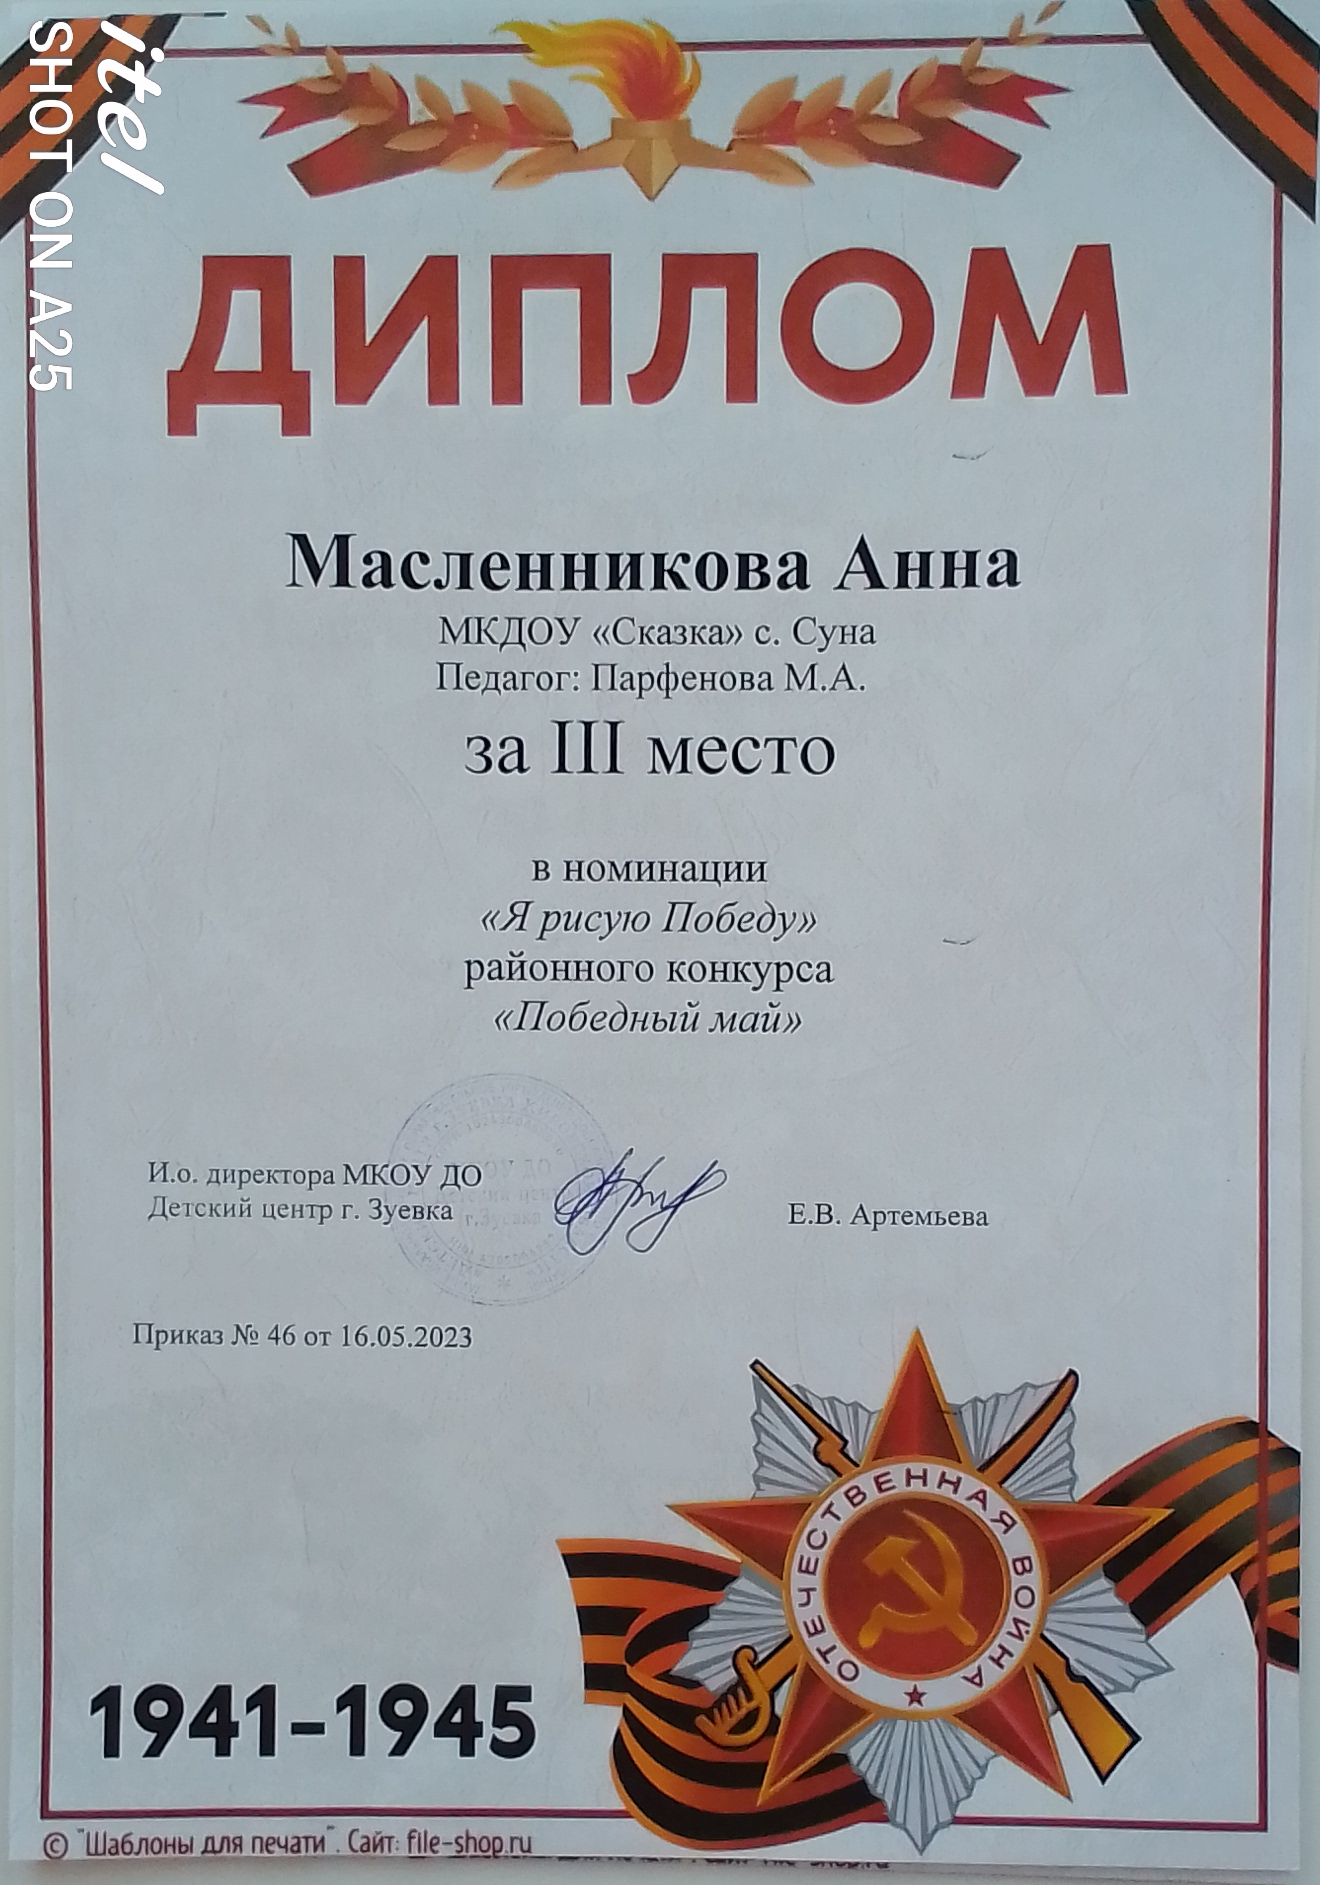 itel
SHOT ON A25
ДИПЛОМ
Масленникова Анна
МКДОУ «Сказка» с. Суна
Педагог: Парфенова М.А.
за III место
в номинации
«Я рисую Победу»
районного конкурса
«Победный май»
И.о. директора МКОУ ДО
Детский центр г. Зуевка
Е.В. Артемьева
Приказ № 46 от 16.05.2023
ОТЕЧЕСТВЕННАЯ ВОЙНА
1941-1945
© "Шаблоны для печати". Сайт: file-shop.ru